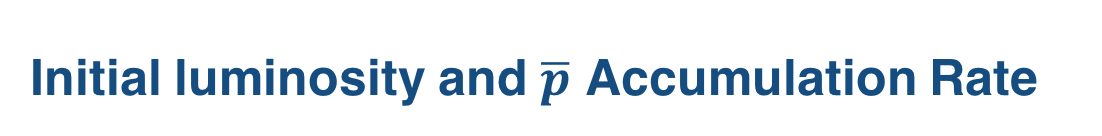 Initial luminosity and p̅ Accumulation Rate